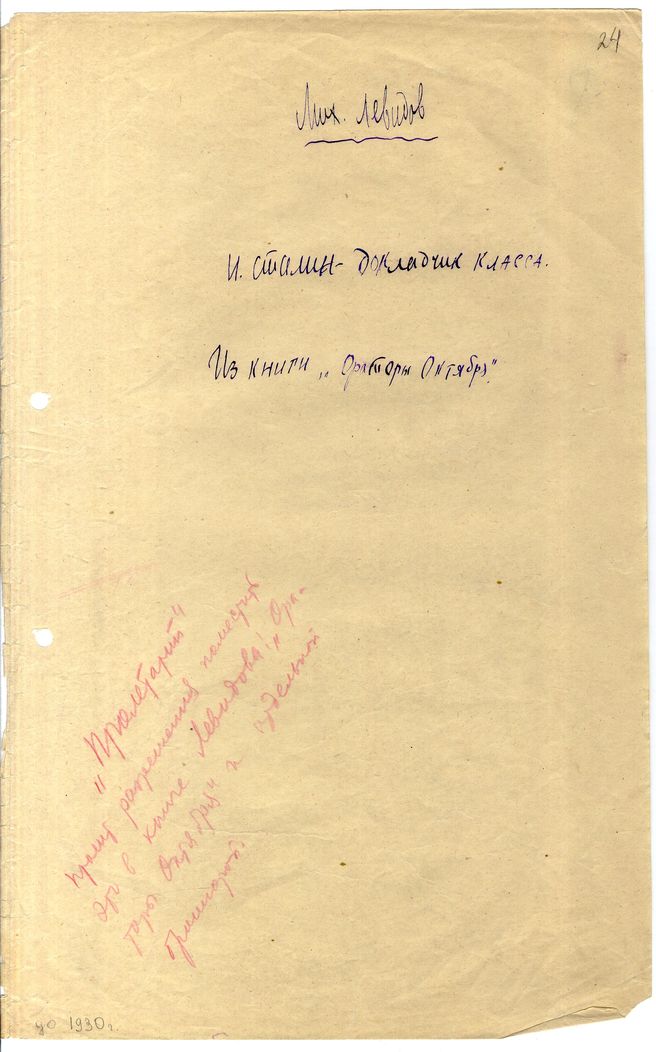 24
Мих. Левидов
И. Сталин - докладчик класса.
Из книги „Ораторы Октября".
„Пролетарий"
просит разрешения поместить
в книге Левидова: „Ора-
торы Октября" и отдельной
брошюрой.
до 1930 г.